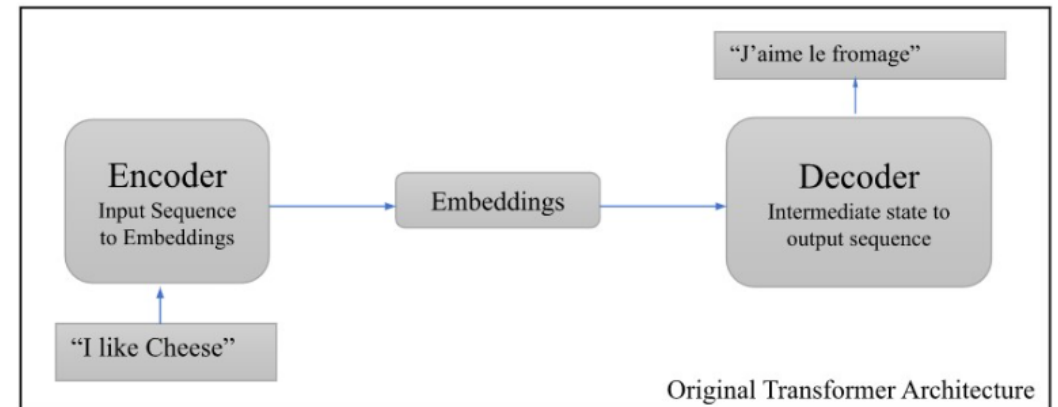 “J’aime le fromage”
Encoder
Input Sequence
to Embeddings
Embeddings
Decoder
Intermediate state to
output sequence
“I like Cheese”
Original Transformer Architecture